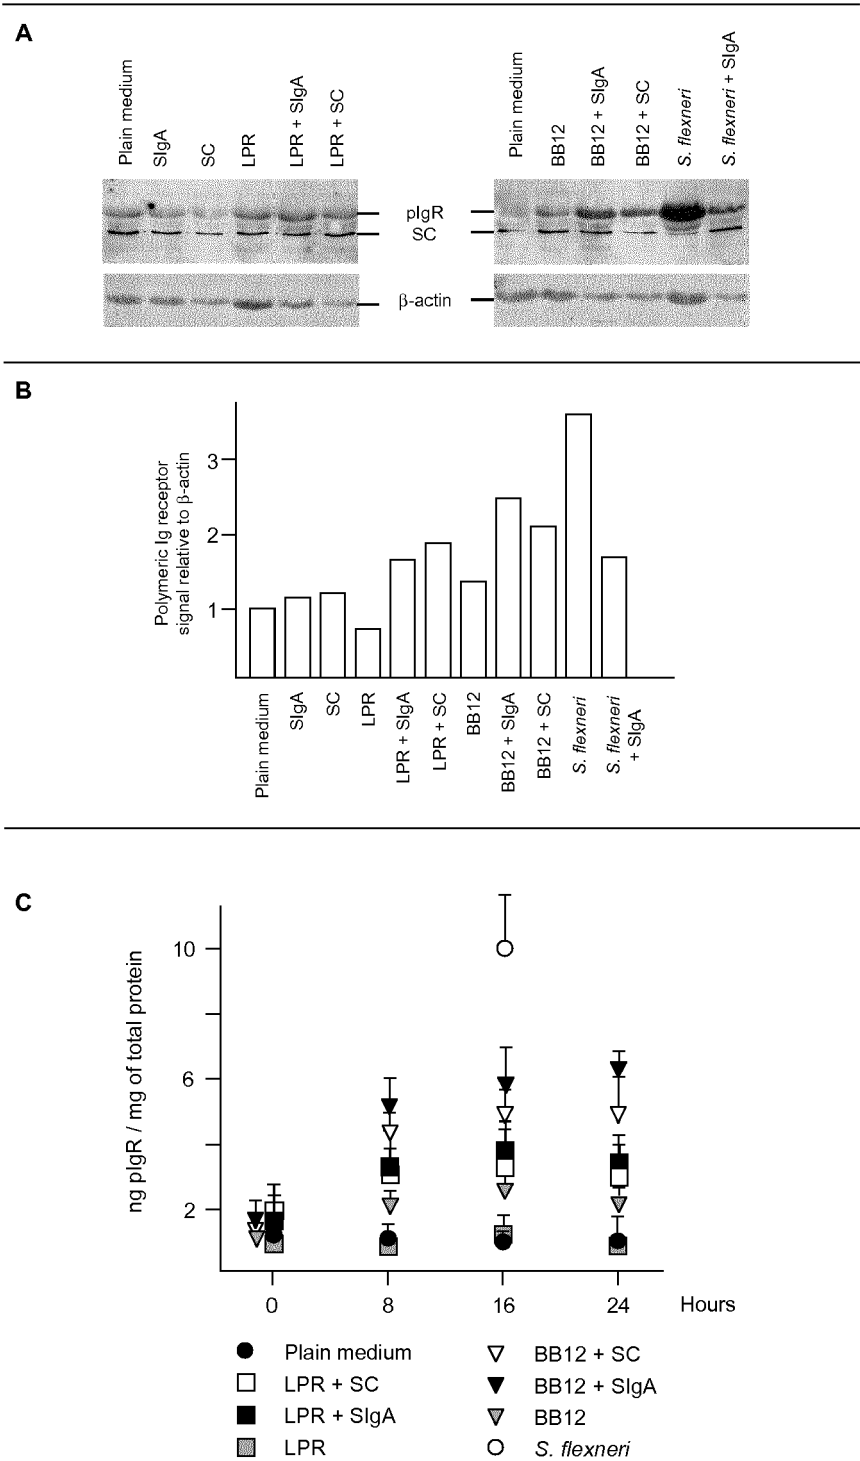 A
Plain medium
SIgA
SC
LPR
LPR + SIgA
LPR + SC
Plain medium
BB12
BB12 + SIgA
BB12 + SC
S. flexneri
S. flexneri + SIgA
pIgR
SC
β-actin
B
Polymeric Ig receptor
signal relative to β-actin
3
2
1
Plain medium
SIgA
SC
LPR
LPR + SIgA
LPR + SC
BB12
BB12 + SIgA
BB12 + SC
S. flexneri
S. flexneri
+ SIgA
C
ng pIgR / mg of total protein
10
6
2
0 8 16 24 Hours
Plain medium
LPR + SC
LPR + SIgA
LPR
BB12 + SC
BB12 + SIgA
BB12
S. flexneri